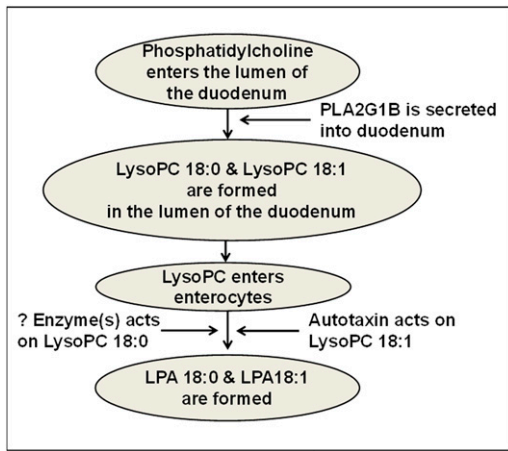 Phosphatidylcholine
enters the lumen of
the duodenum
PLA2G1B is secreted
into duodenum
LysoPC 18:0 & LysoPC 18:1
are formed
in the lumen of the duodenum
LysoPC enters
enterocytes
? Enzyme(s) acts
on LysoPC 18:0
Autotaxin acts on
LysoPC 18:1
LPA 18:0 & LPA18:1
are formed